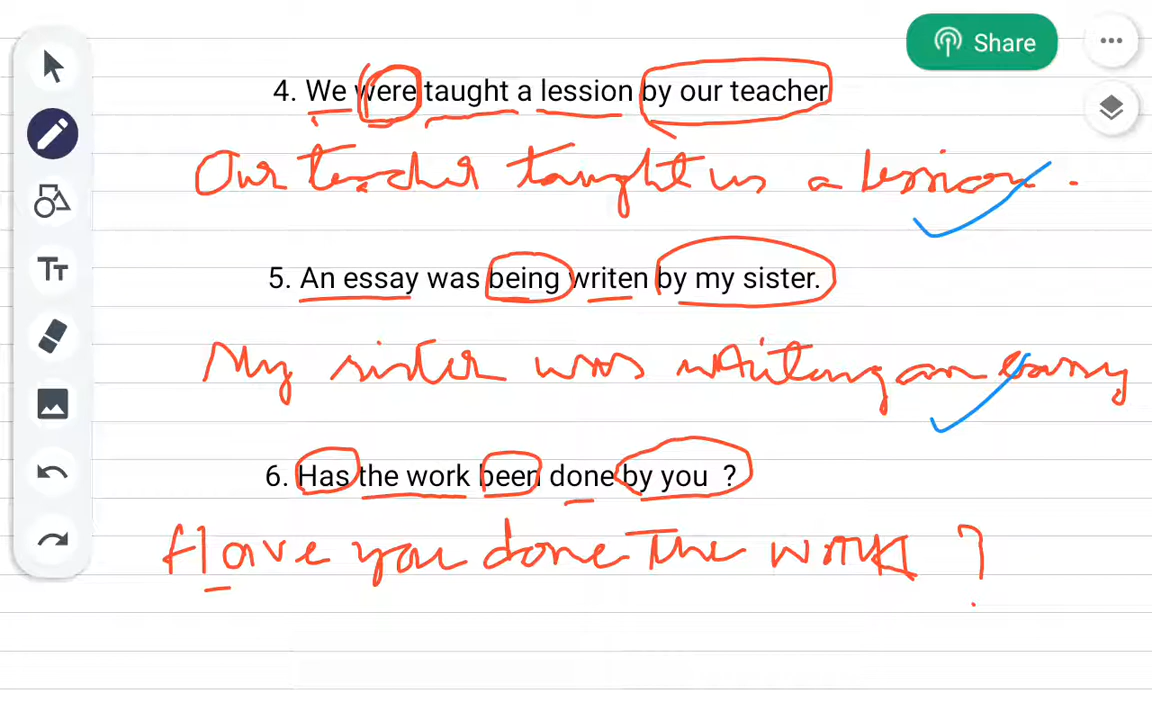 Share
4. We were taught a lession by our teacher
Our teacher taught us a lession.
5. An essay was being writen by my sister.
My sister was writing an essay
6. Has the work been done by you ?
Have you done The work ?
Tт